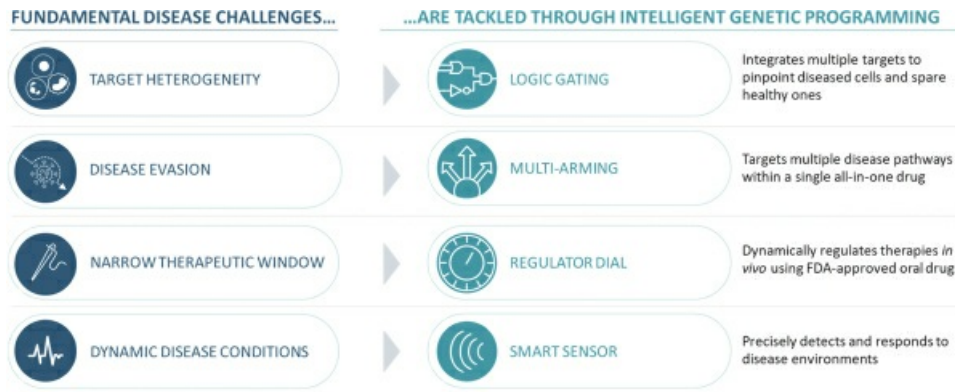 FUNDAMENTAL DISEASE CHALLENGES...
...ARE TACKLED THROUGH INTELLIGENT GENETIC PROGRAMMING
TARGET HETEROGENEITY
LOGIC GATING
Integrates multiple targets to
pinpoint diseased cells and spare
healthy ones
DISEASE EVASION
MULTI-ARMING
Targets multiple disease pathways
within a single all-in-one drug
NARROW THERAPEUTIC WINDOW
REGULATOR DIAL
Dynamically regulates therapies in
vivo using FDA-approved oral drug
DYNAMIC DISEASE CONDITIONS
SMART SENSOR
Precisely detects and responds to
disease environments